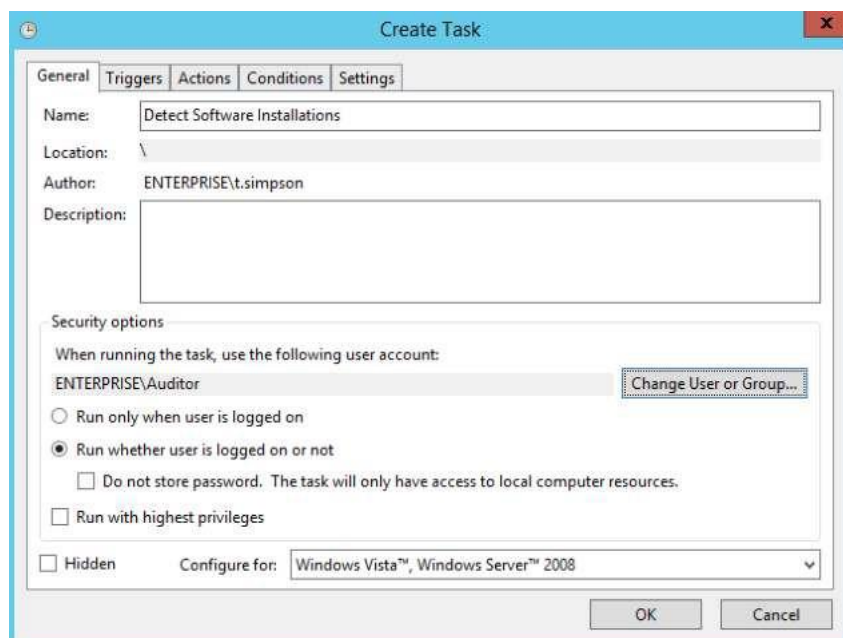 Create Task
x
General Triggers Actions Conditions Settings
Name: Detect Software Installations
Location: \
Author: ENTERPRISE\t.simpson
Description:
Security options
When running the task, use the following user account:
ENTERPRISE\Auditor Change User or Group...
Run only when user is logged on
Run whether user is logged on or not
Do not store password. The task will only have access to local computer resources.
Run with highest privileges
Hidden Configure for: Windows Vista™, Windows Server™ 2008
OK Cancel